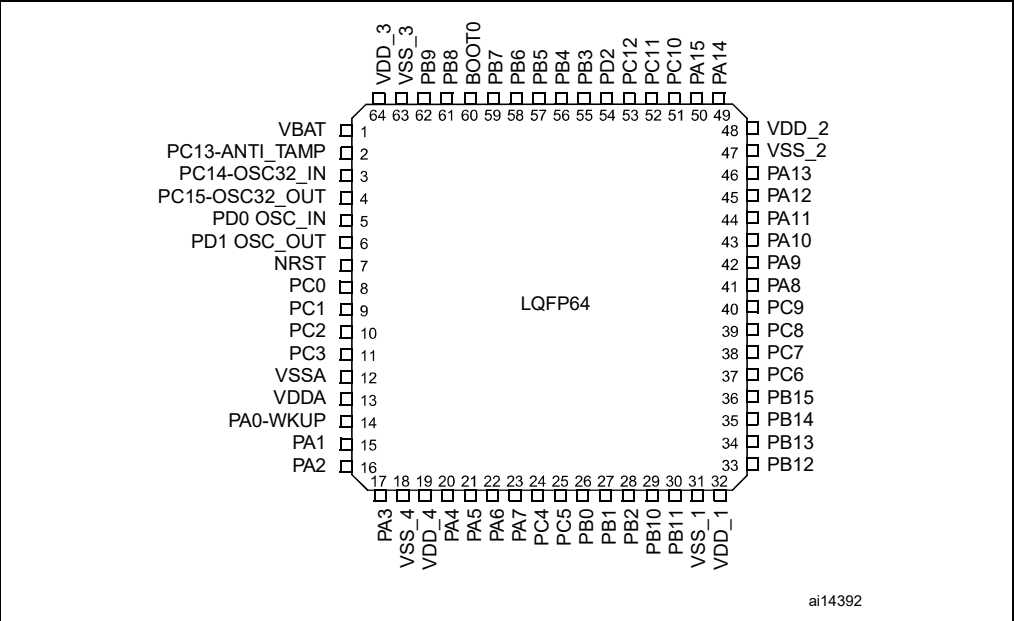 VDD_3
VSS_3
PB9
PB8
BOOT0
PB7
PB6
PB5
PB4
PB3
PD2
PC12
PC11
PC10
PA15
PA14
64 63 62 61 60 59 58 57 56 55 54 53 52 51 50 49
VBAT 1
PC13-ANTI_TAMP 2
PC14-OSC32_IN 3
PC15-OSC32_OUT 4
PD0 OSC_IN 5
PD1 OSC_OUT 6
NRST 7
PC0 8
PC1 9
PC2 10
PC3 11
VSSA 12
VDDA 13
PA0-WKUP 14
PA1 15
PA2 16
LQFP64
48 VDD_2
47 VSS_2
46 PA13
45 PA12
44 PA11
43 PA10
42 PA9
41 PA8
40 PC9
39 PC8
38 PC7
37 PC6
36 PB15
35 PB14
34 PB13
33 PB12
17 18 19 20 21 22 23 24 25 26 27 28 29 30 31 32
PA3
VSS_4
VDD_4
PA4
PA5
PA6
PA7
PC4
PC5
PB0
PB1
PB2
PB10
PB11
VSS_1
VDD_1
ai14392